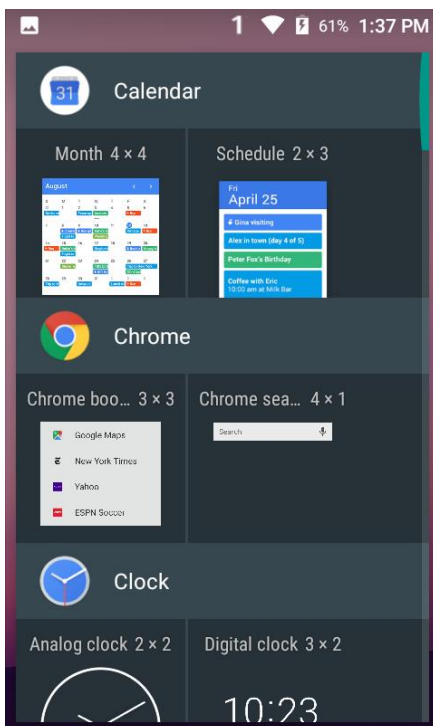 1 61% 1:37 PM
31 Calendar
Month 4 × 4 Schedule 2 × 3
August
Fri
April 25
Gina visiting
Alex in town (day 4 of 5)
Peter Fox's Birthday
Coffee with Eric
10:00 am at Milk Bar
Chrome
Chrome boo... 3 × 3 Chrome sea... 4 × 1
Google Maps
New York Times
Yahoo
ESPN Soccer
Search
Clock
Analog clock 2 × 2 Digital clock 3 × 2
10:23